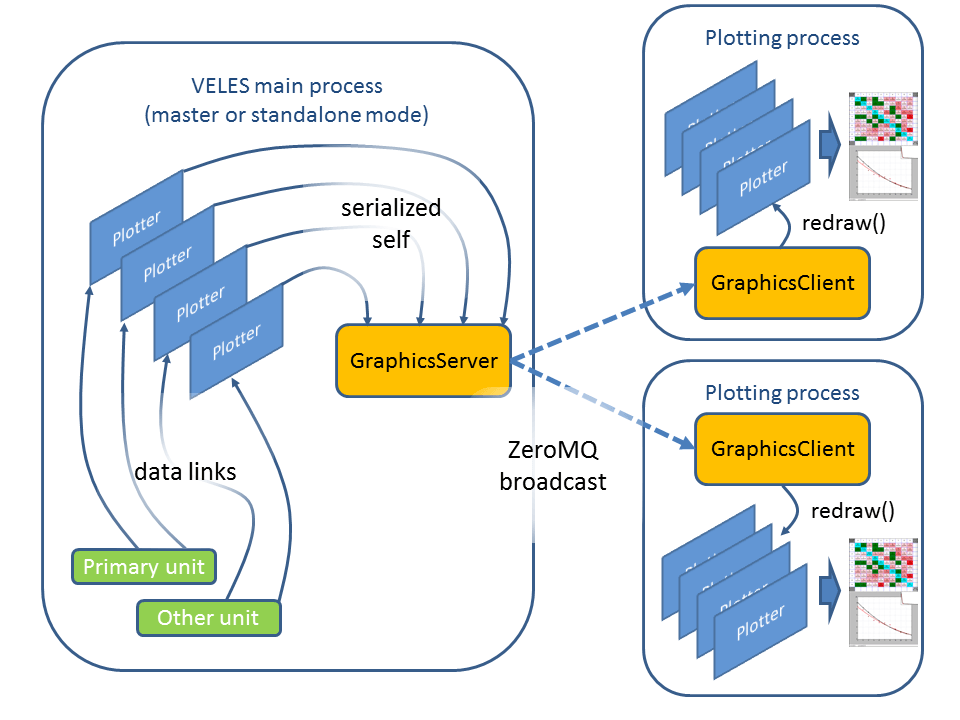 VELES main process
(master or standalone mode)
Plotter
Plotter
Plotter
Plotter
serialized
self
GraphicsServer
data links
Primary unit
Other unit
ZeroMQ
broadcast
Plotting process
Plotter
redraw()
GraphicsClient
Plotting process
GraphicsClient
redraw()
Plotter